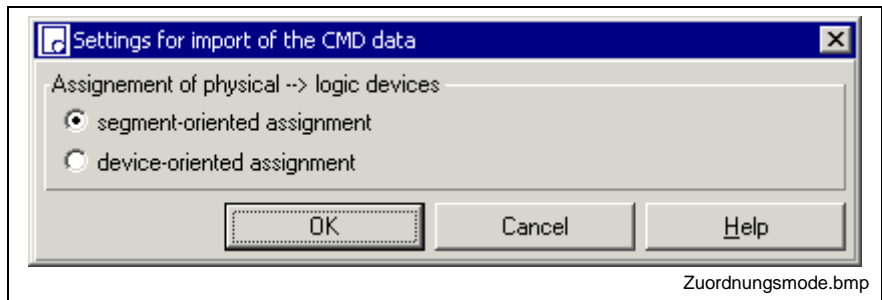 Settings for import of the CMD data
Assignement of physical --> logic devices
segment-oriented assignment
device-oriented assignment
OK Cancel Help
Zuordnungsmode.bmp